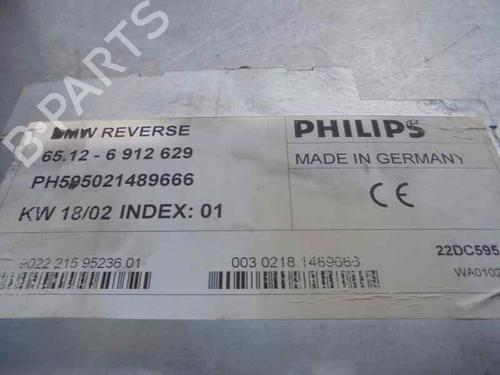 B-PARTS
BMW REVERSE
65.12 - 6 912 629
PH595021489666
KW 18/02 INDEX: 01
PHILIPS
MADE IN GERMANY
CE
9022 215 95236 01
003 0218 1489666
22DC595
WA0102